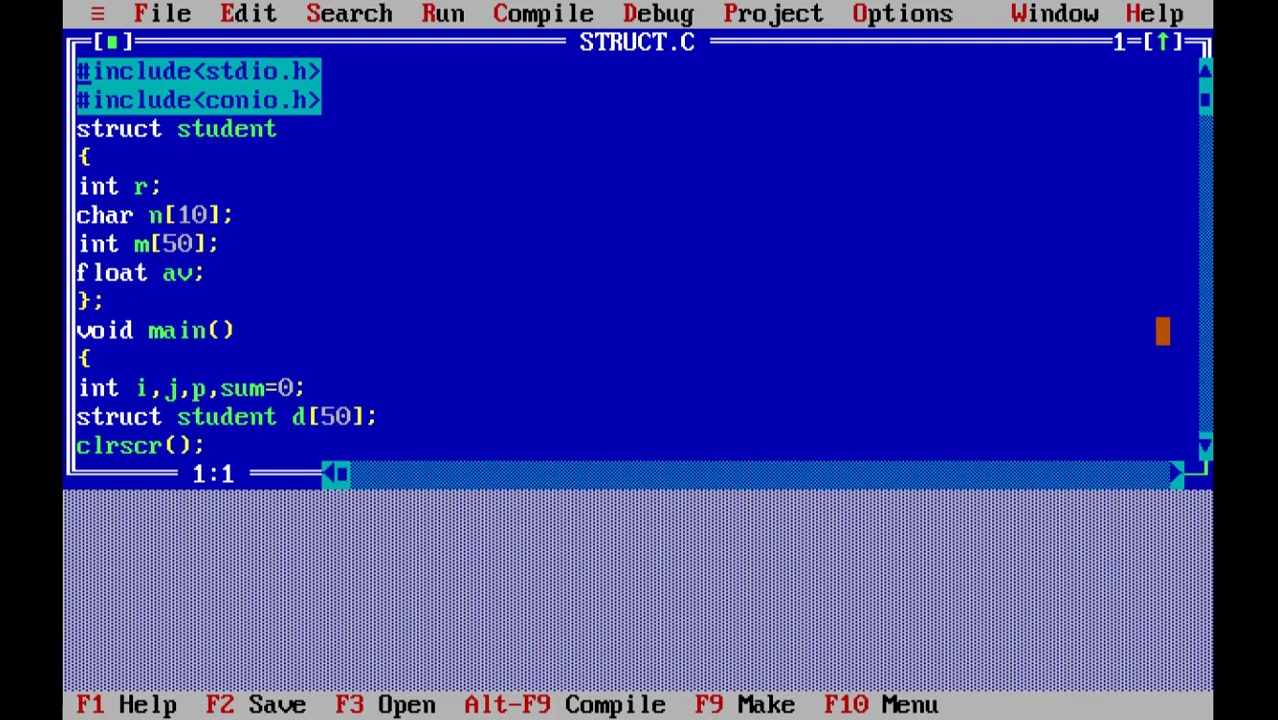 ≡ File Edit Search Run Compile Debug Project Options Window Help
[■] STRUCT.C 1=[↑]
#include<stdio.h>
#include<conio.h>
struct student
{
int r;
char n[10];
int m[50];
float av;
};
void main()
{
int i,j,p,sum=0;
struct student d[50];
clrscr();
1:1
F1 Help F2 Save F3 Open Alt-F9 Compile F9 Make F10 Menu